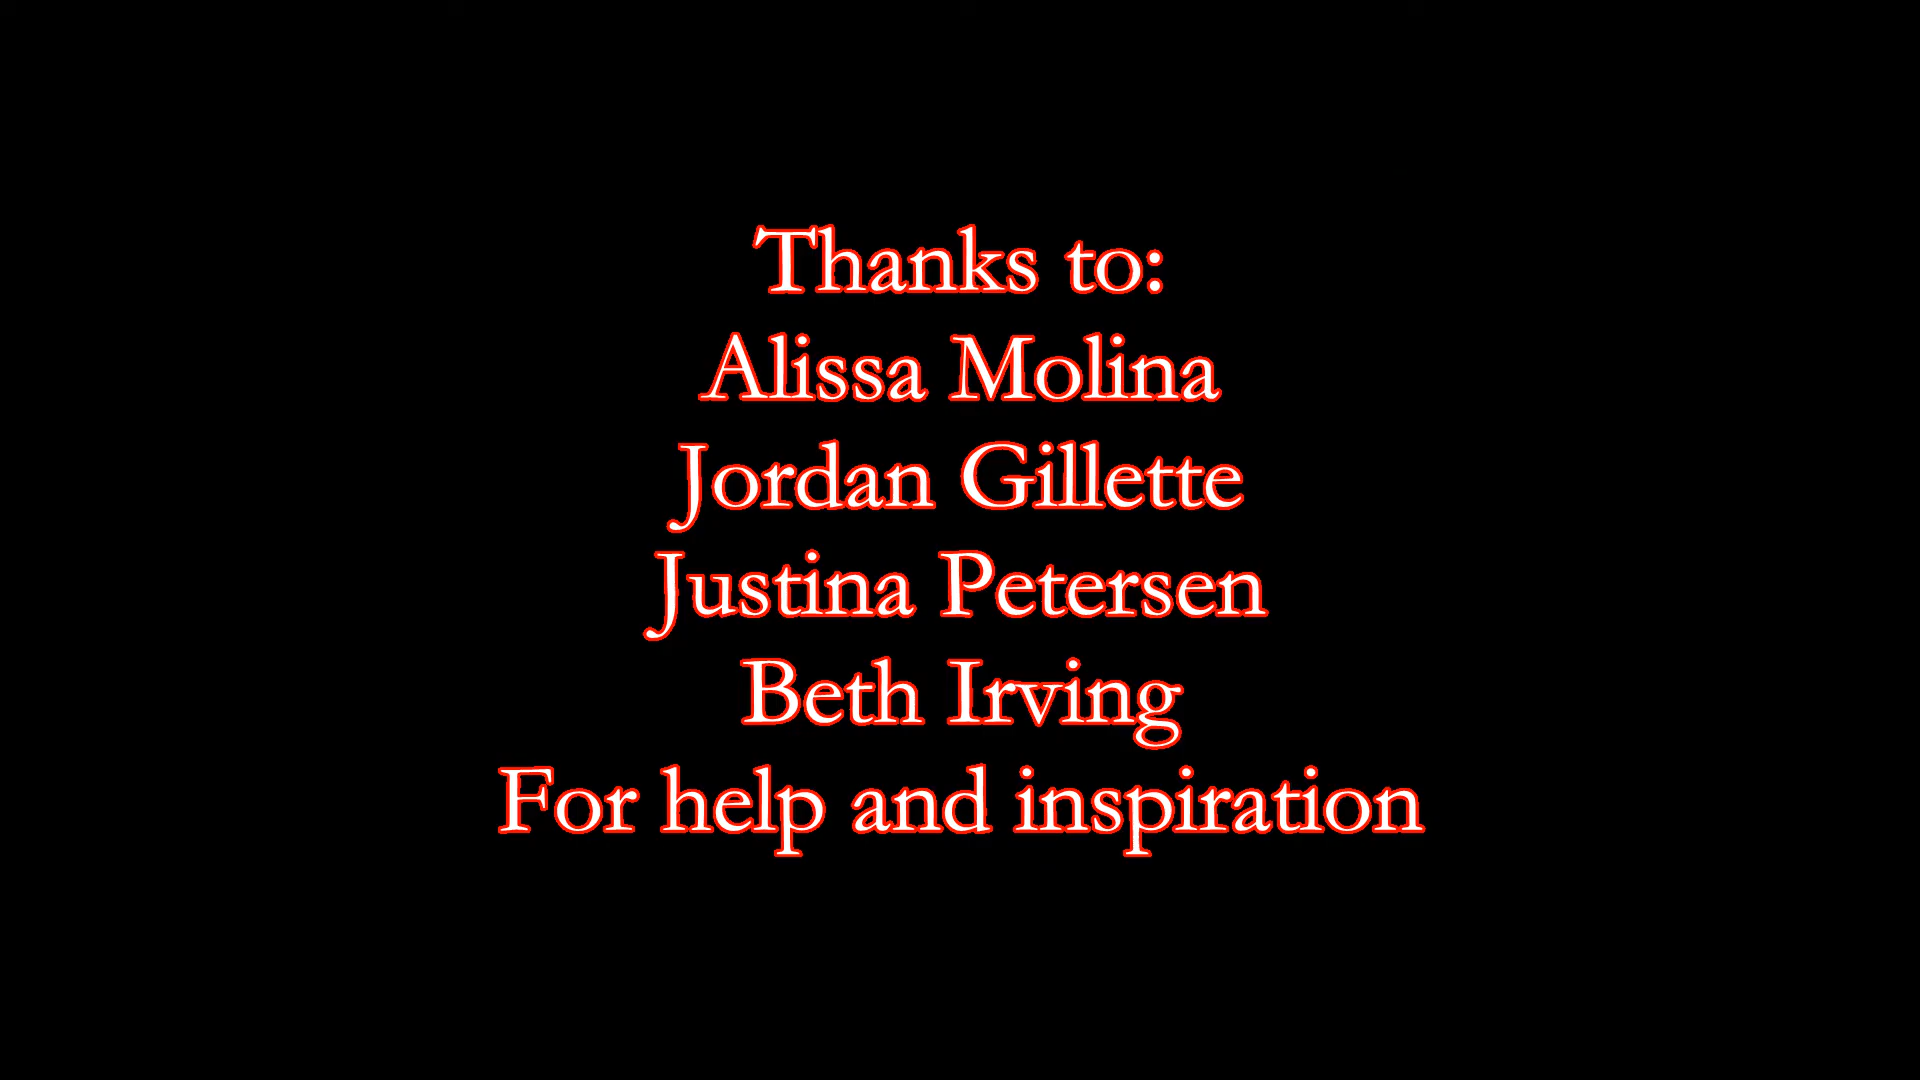 Thanks to:
Alissa Molina
Jordan Gillette
Justina Petersen
Beth Irving
For help and inspiration